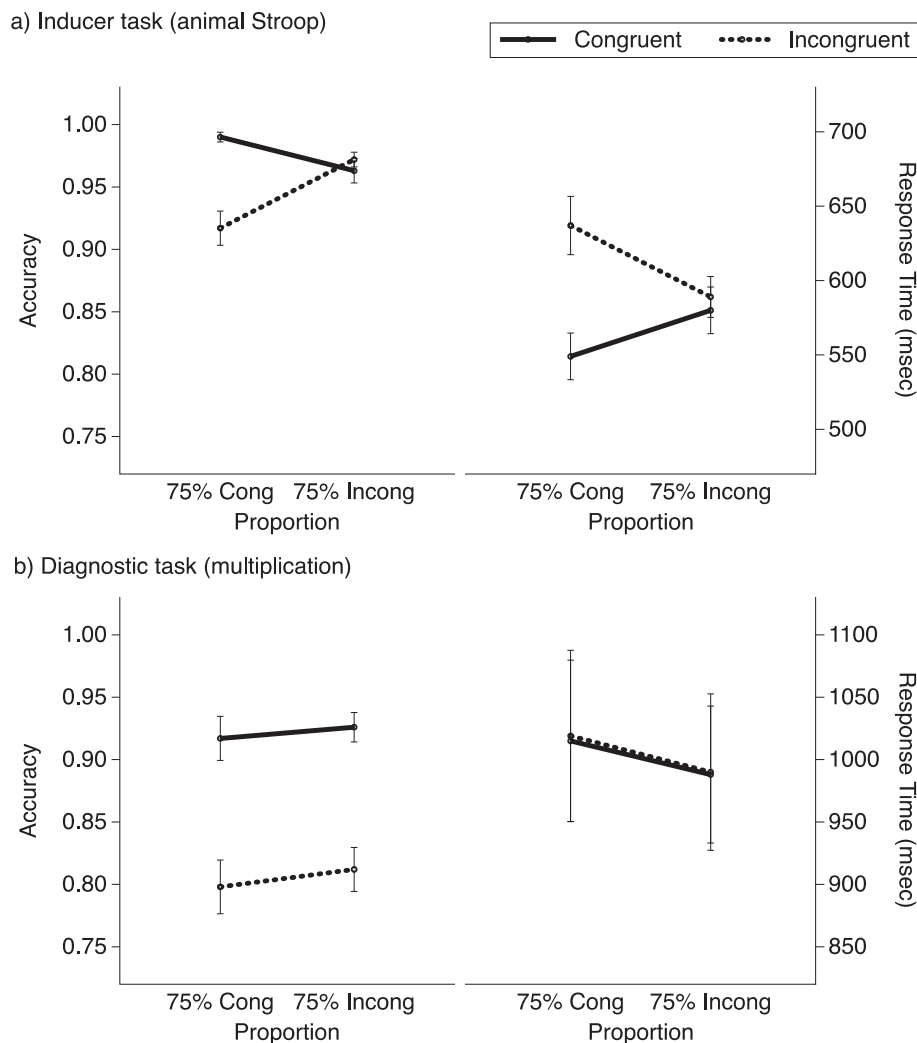 a) Inducer task (animal Stroop)
Congruent Incongruent
1.00
0.95
0.90
0.85
0.80
0.75
Accuracy
700
650
600
550
500
Response Time (msec)
75% Cong 75% Incong
Proportion
75% Cong 75% Incong
Proportion
b) Diagnostic task (multiplication)
1.00
0.95
0.90
0.85
0.80
0.75
Accuracy
1100
1050
1000
950
900
850
Response Time (msec)
75% Cong 75% Incong
Proportion
75% Cong 75% Incong
Proportion